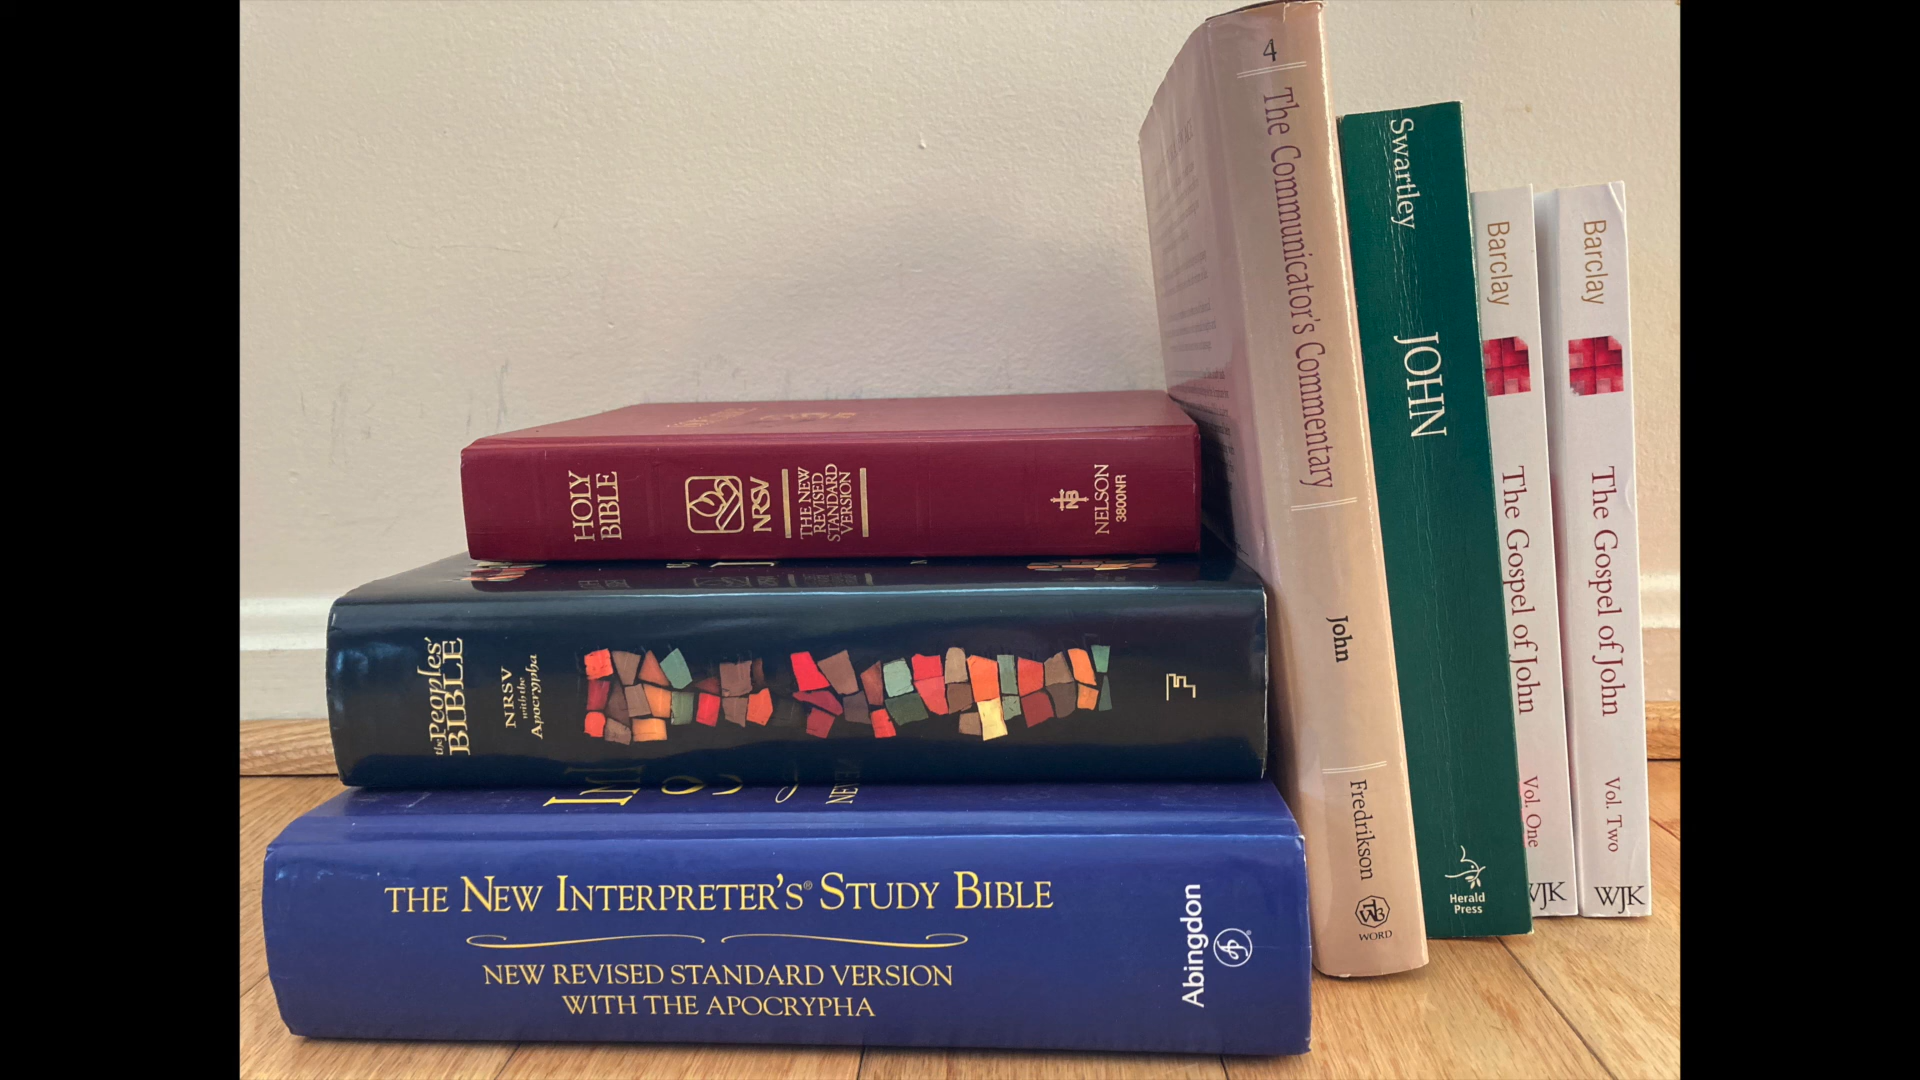 HOLY
BIBLE
NRSV
THE NEW
REVISED
STANDARD
VERSION
NB
NELSON
3800NR
the Peoples'
BIBLE
NRSV
with the
Apocrypha
THE NEW INTERPRETER'S® STUDY BIBLE
NEW REVISED STANDARD VERSION
WITH THE APOCRYPHA
Abingdon
4
The Communicator's Commentary
John
Fredrikson
WORD
Swartley
JOHN
Herald
Press
Barclay
The Gospel of John
Vol. One
WJK
Barclay
The Gospel of John
Vol. Two
WJK